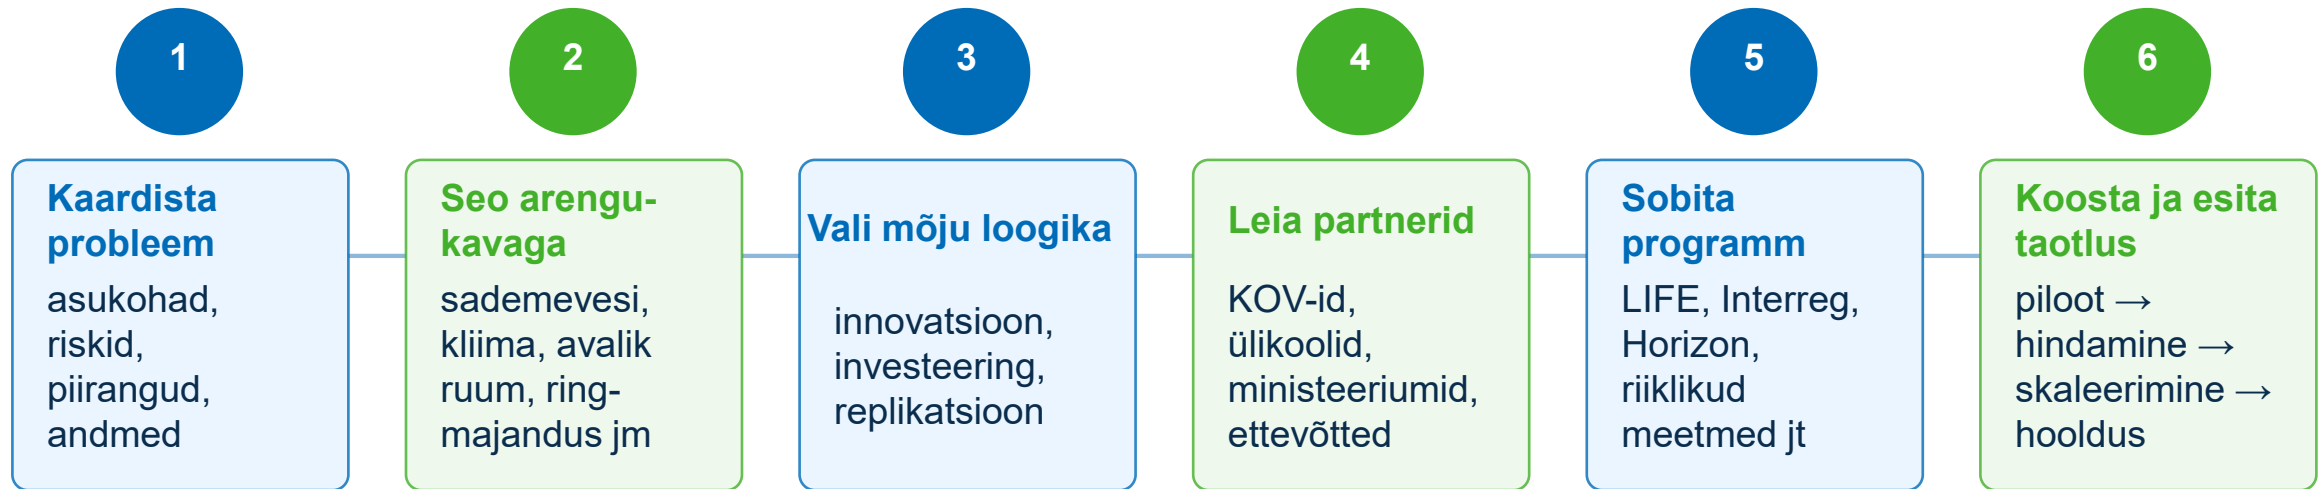 1
Kaardista
probleem
asukohad,
riskid,
piirangud,
andmed
2
Seo arengu-
kavaga
sademevesi,
kliima, avalik
ruum, ring-
majandus jm
3
Vali mõju loogika
innovatsioon,
investeering,
replikatsioon
4
Leia partnerid
KOV-id,
ülikoolid,
ministeeriumid,
ettevõtted
5
Sobita
programm
LIFE, Interreg,
Horizon,
riiklikud
meetmed jt
6
Koosta ja esita
taotlus
piloot →
hindamine →
skaleerimine →
hooldus